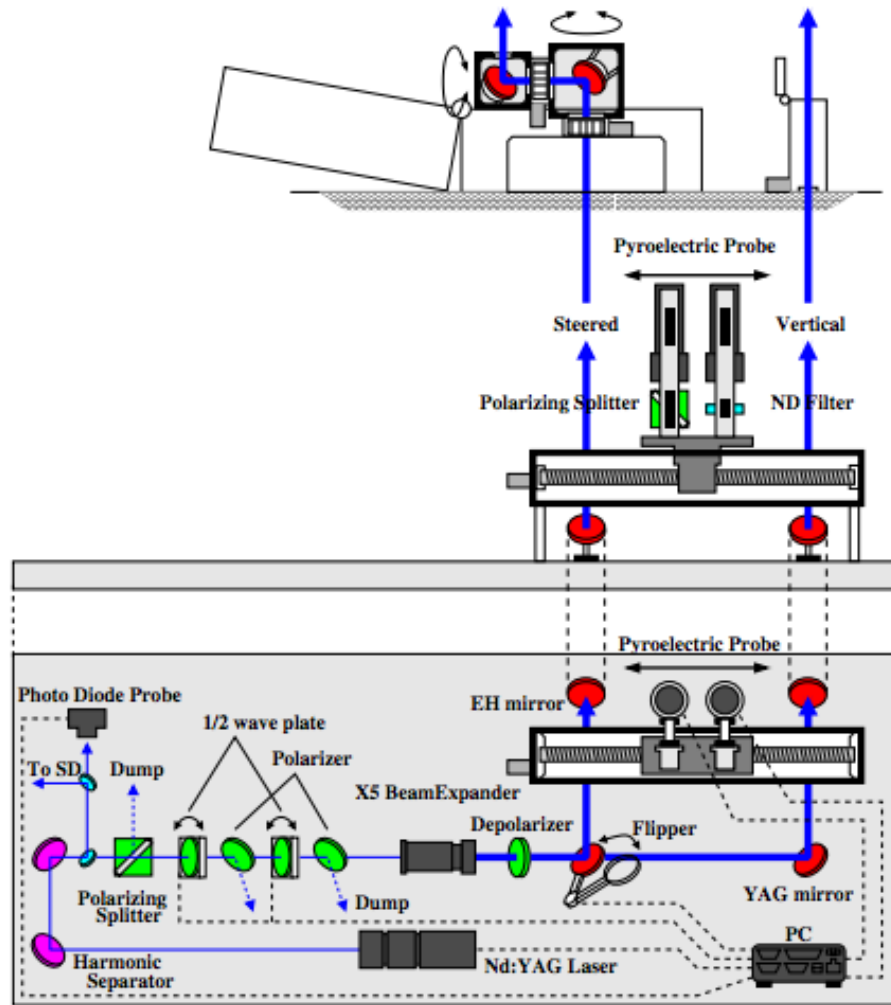 Pyroelectric Probe
Steered
Vertical
Polarizing Splitter
ND Filter
Pyroelectric Probe
Photo Diode Probe
EH mirror
1/2 wave plate
To SD
Dump
Polarizer
X5 BeamExpander
Depolarizer
Flipper
Polarizing
Splitter
Dump
YAG mirror
PC
Harmonic
Separator
Nd:YAG Laser